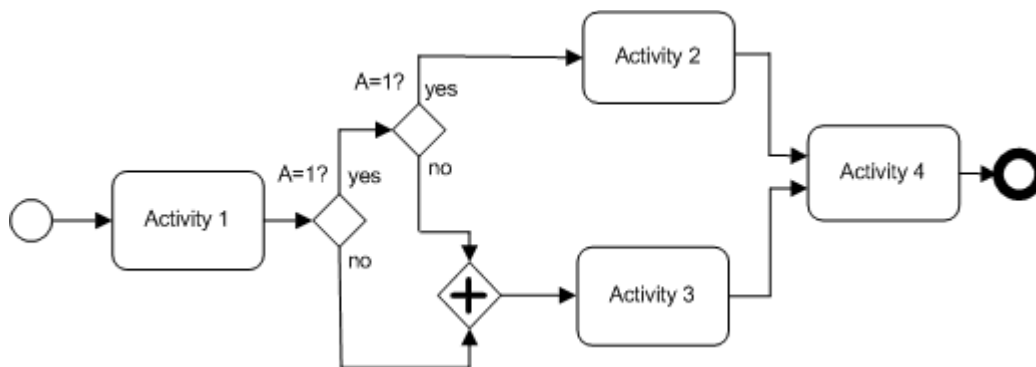 Activity 1
A=1?
yes
no
A=1?
yes
no
Activity 2
Activity 3
Activity 4